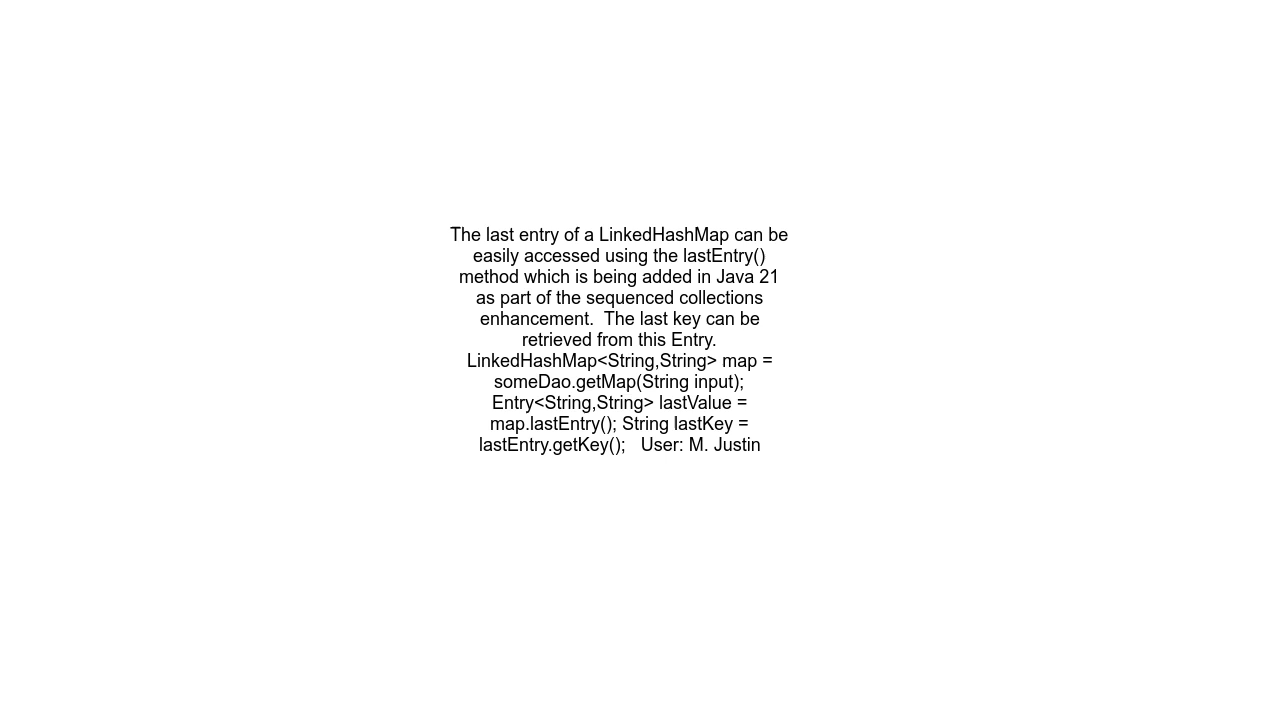 The last entry of a LinkedHashMap can be
easily accessed using the lastEntry()
method which is being added in Java 21
as part of the sequenced collections
enhancement.  The last key can be
retrieved from this Entry.
LinkedHashMap<String,String> map =
someDao.getMap(String input);
Entry<String,String> lastValue =
map.lastEntry(); String lastKey =
lastEntry.getKey();   User: M. Justin